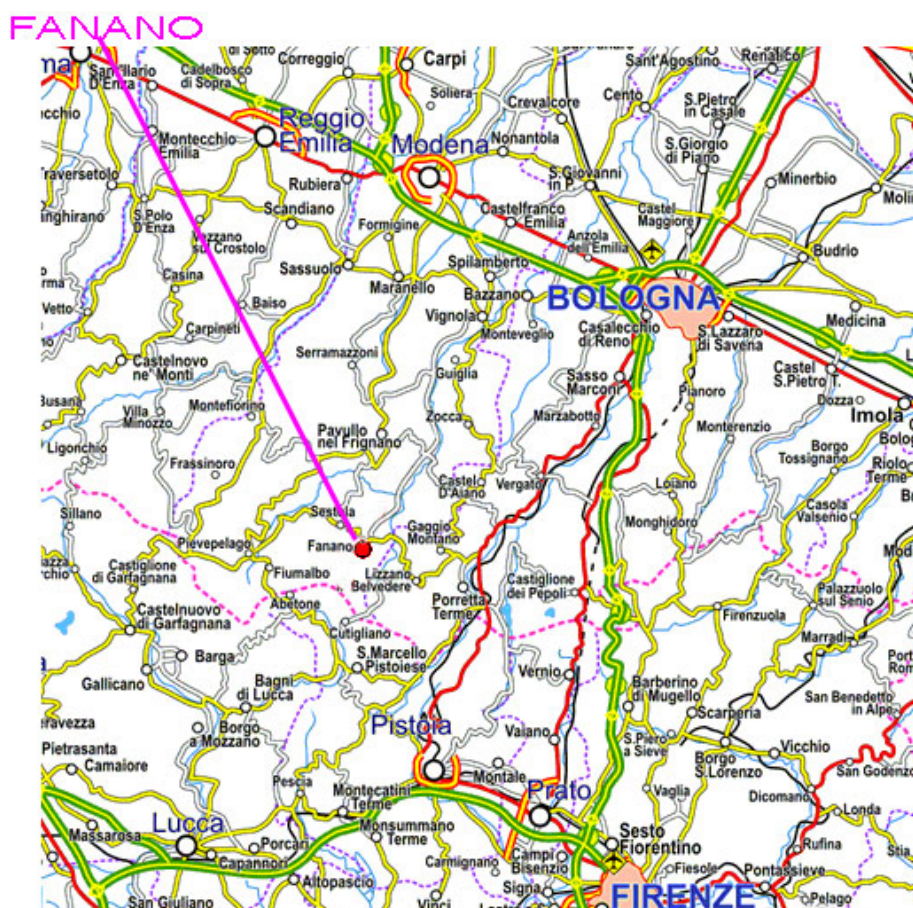 FANANO
San'Ilario
D'Enza
Cadelbosco
di Sopra
Correggio
Carpi
Soliera
Sant'Agostino
Renatico
Cento
Crevalcore
S.Pietro
in Casale
Reggio
Emilia
Modena
Nonantola
Montecchio
Emilia
S.Giorgio
di Piano
Traversetolo
Rubiera
S.Giovanni
in P.
Minerbio
S.Polo
D'Enza
Scandiano
Castelfranco
Emilia
Castel
Maggiore
Formigine
Anzola
dell'Emilia
Budrio
Casina
Sassuolo
Spilamberto
Vetto
Baiso
Maranello
Bazzano
BOLOGNA
Vignola
Monteveglio
Casalecchio
di Reno
S.Lazzaro
di Savena
Medicina
Carpineti
Castelnovo
ne' Monti
Serramazzoni
Guiglia
Sasso
Marconi
Castel
S.Pietro T.
Pianoro
Dozza
Imola
Busana
Villa
Minozzo
Montefiorino
Zocca
Marzabotto
Monterenzio
Ligonchio
Pavullo
nel Frignano
Borgo
Tossignano
Frassinoro
Castel
D'Aiano
Vergato
Loiano
Riolo
Terme
Sillano
Sestola
Gaggio
Montano
Monghidoro
Casola
Valsenio
Pievepelago
Fanano
Castiglione
di Garfagnana
Fiumalbo
Lizzano
Belvedere
Porretta
Terme
Castiglione
dei Pepoli
Palazzuolo
sul Senio
Abetone
Castelnuovo
di Garfagnana
Firenzuola
Cutigliano
Marradi
Barga
S.Marcello
Pistoiese
Gallicano
Vernio
Bagni
di Lucca
Barberino
di Mugello
San Benedetto
in Alpe
Borgo
a Mozzano
Pistoia
Vaiano
Scarperia
S.Piero
a Sieve
Vicchio
Pietrasanta
Camaiore
Borgo
S.Lorenzo
San Godenzo
Pescia
Montale
Montecatini
Terme
Prato
Vaglia
Dicomano
Londa
Massarosa
Lucca
Porcari
Monsummano
Terme
Sesto
Fiorentino
Rufina
Capannori
Carmignano
Campi
Bisenzio
Fiesole
Pontassieve
Stia
Altopascio
San Giuliano
Vinci
Signa
FIRENZE
Pelago